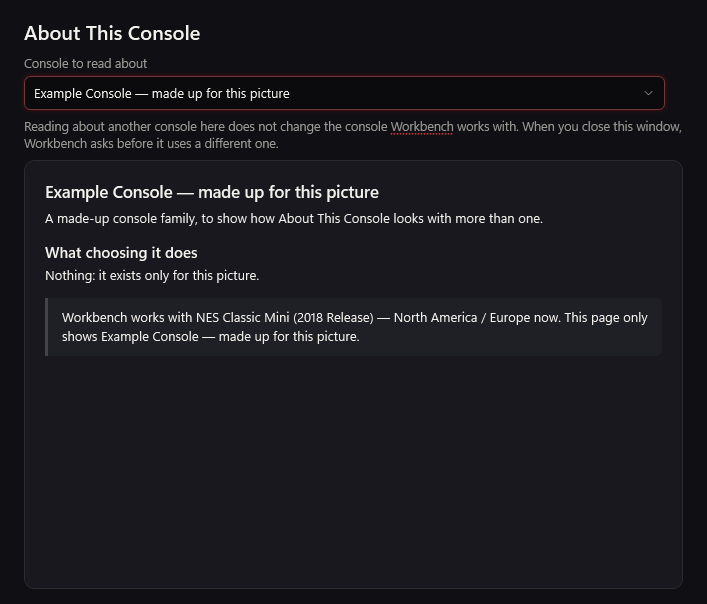 About This Console
Console to read about
Example Console — made up for this picture
Reading about another console here does not change the console Workbench works with. When you close this window,
Workbench asks before it uses a different one.
Example Console — made up for this picture
A made-up console family, to show how About This Console looks with more than one.
What choosing it does
Nothing: it exists only for this picture.
Workbench works with NES Classic Mini (2018 Release) — North America / Europe now. This page only
shows Example Console — made up for this picture.